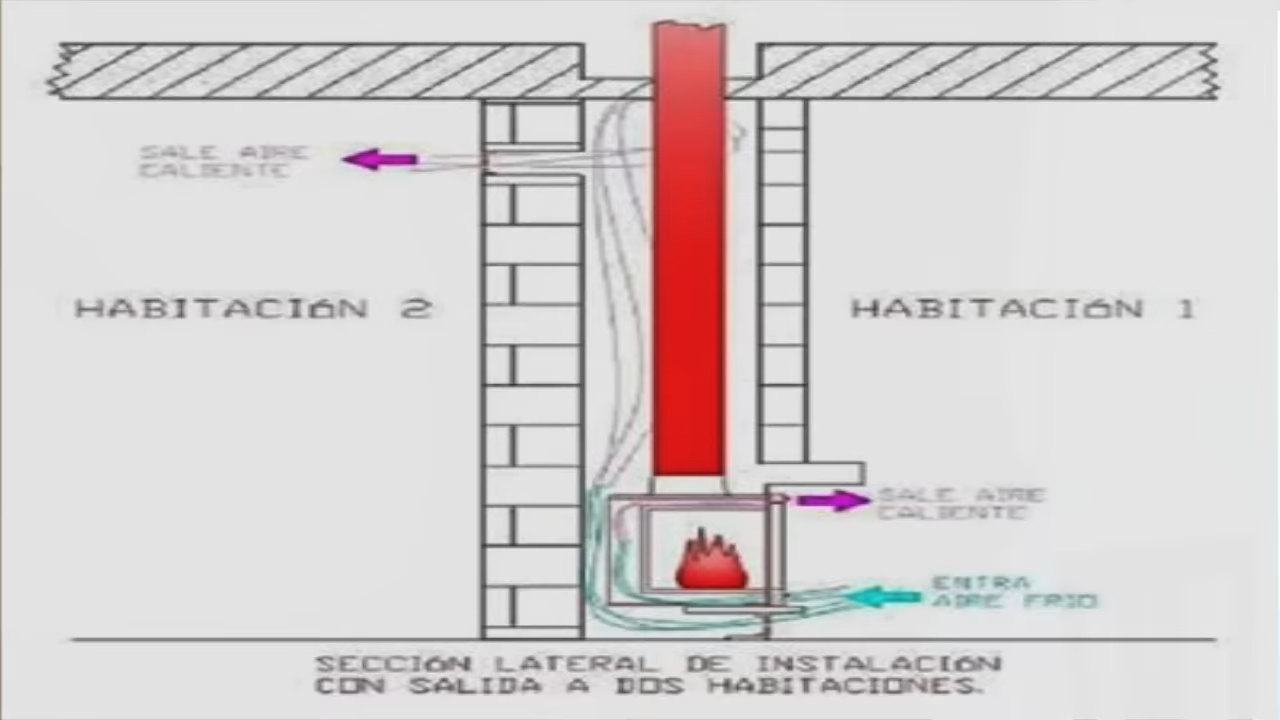 SALE AIRE
CALIENTE
HABITACIóN 2
HABITACIóN 1
SALE AIRE
CALIENTE
ENTRA
AIRE FRIO
SECCIóN LATERAL DE INSTALACIóN
CON SALIDA A DOS HABITACIONES.